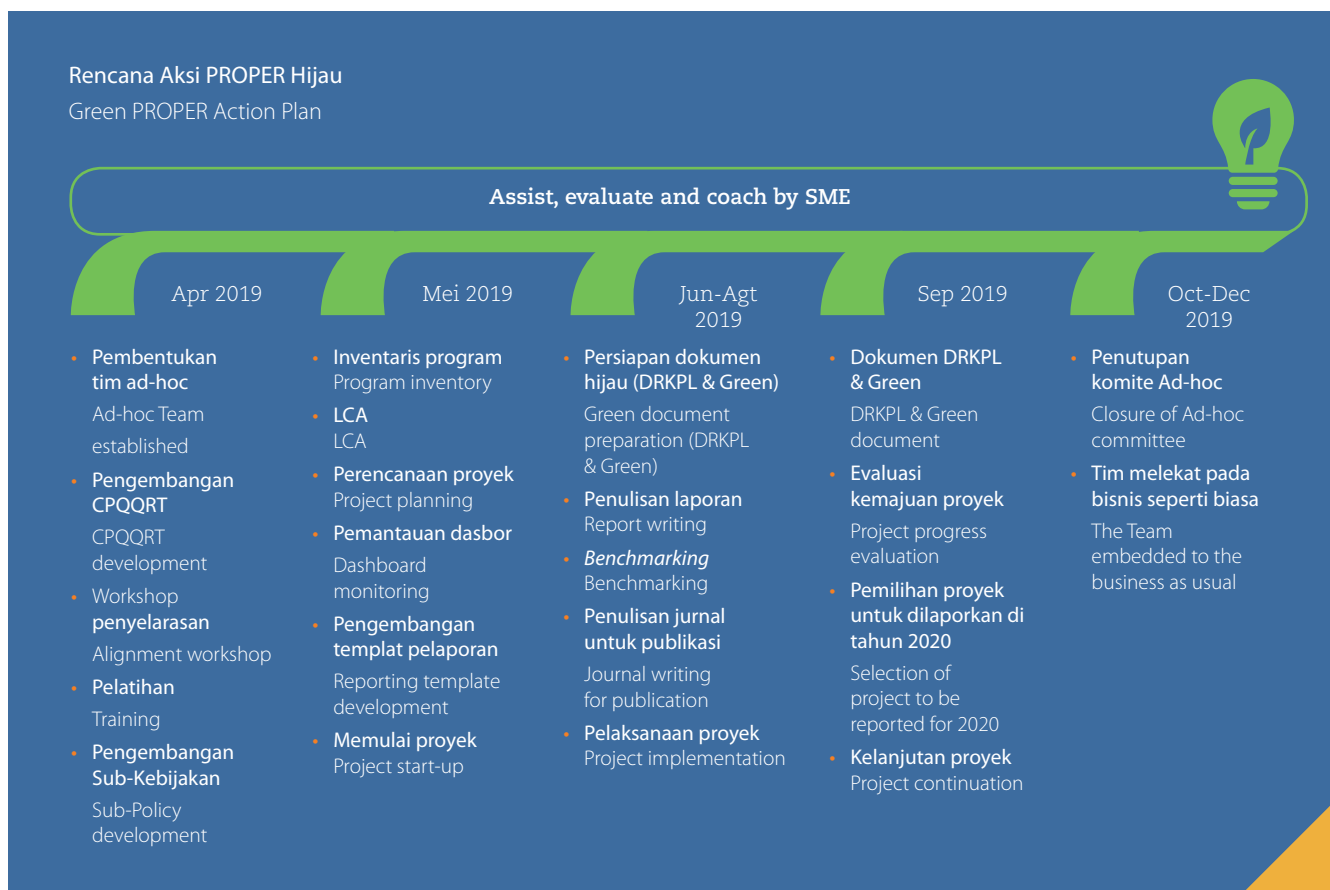 Rencana Aksi PROPER Hijau
Green PROPER Action Plan
Assist, evaluate and coach by SME
Apr 2019
• Pembentukan
tim ad-hoc
Ad-hoc Team
established
• Pengembangan
CPQQRT
CPQQRT
development
• Workshop
penyelarasan
Alignment workshop
• Pelatihan
Training
• Pengembangan
Sub-Kebijakan
Sub-Policy
development
Mei 2019
• Inventaris program
Program inventory
• LCA
LCA
• Perencanaan proyek
Project planning
• Pemantauan dasbor
Dashboard
monitoring
• Pengembangan
templat pelaporan
Reporting template
development
• Memulai proyek
Project start-up
Jun-Agt
2019
• Persiapan dokumen
hijau (DRKPL & Green)
Green document
preparation (DRKPL
& Green)
• Penulisan laporan
Report writing
• Benchmarking
Benchmarking
• Penulisan jurnal
untuk publikasi
Journal writing
for publication
• Pelaksanaan proyek
Project implementation
Sep 2019
• Dokumen DRKPL
& Green
DRKPL & Green
document
• Evaluasi
kemajuan proyek
Project progress
evaluation
• Pemilihan proyek
untuk dilaporkan di
tahun 2020
Selection of
project to be
reported for 2020
• Kelanjutan proyek
Project continuation
Oct-Dec
2019
• Penutupan
komite Ad-hoc
Closure of Ad-hoc
committee
• Tim melekat pada
bisnis seperti biasa
The Team
embedded to the
business as usual